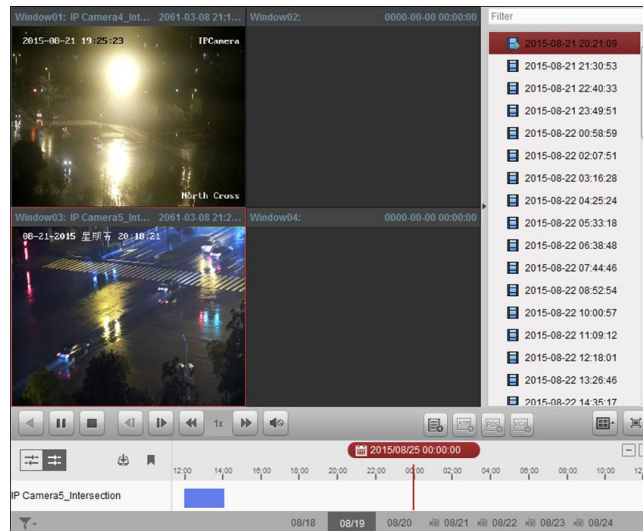 Window01: IP Camera4_Int... 2061-03-08 21:1...
Window02: 0000-00-00 00:00:00
Filter
2015-08-21 19:25:23 IPCamera
North Cross
Window03: IP Camera5_Int... 2061-03-08 21:2...
Window04: 0000-00-00 00:00:00
08-21-2015 星期五 20:18:21
2015-08-21 20:21:09
2015-08-21 21:30:53
2015-08-21 22:40:33
2015-08-21 23:49:51
2015-08-22 00:58:59
2015-08-22 02:07:51
2015-08-22 03:16:28
2015-08-22 04:25:24
2015-08-22 05:33:18
2015-08-22 06:38:48
2015-08-22 07:44:46
2015-08-22 08:52:54
2015-08-22 10:00:57
2015-08-22 11:09:12
2015-08-22 12:18:01
2015-08-22 13:26:46
2015-08-22 14:35:17
1x
ATM
POS
VCA
2015/08/25 00:00:00
12:00 14:00 16:00 18:00 20:00 22:00 00:00 02:00 04:00 06:00 08:00 10:00
IP Camera5_Intersection
08/18 08/19 08/20 08/21 08/22 08/23 08/24